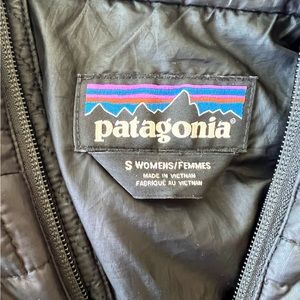 patagonia®
S WOMENS/FEMMES
MADE IN VIETNAM
FABRIQUÉ AU VIETNAM